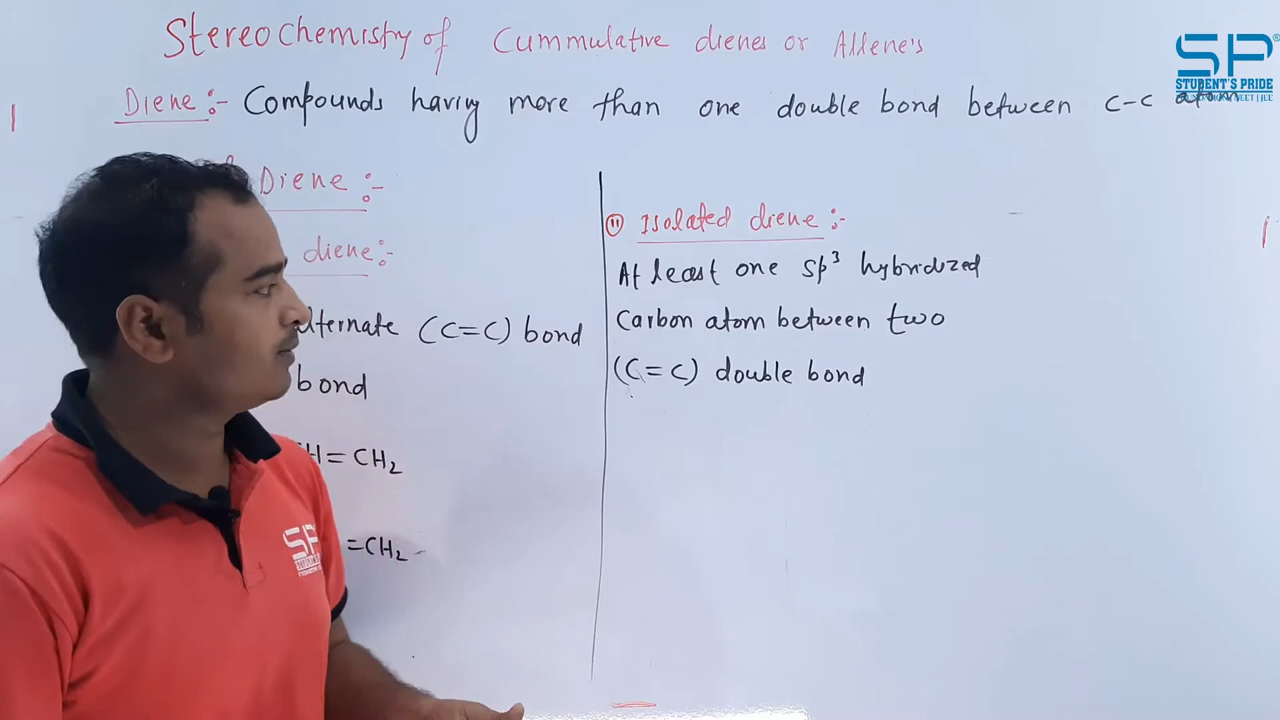 Stereochemistry of Cummulative dienes or Allene's
SP®
STUDENT'S PRIDE
Diene :- Compounds having more than one double bond between C-C atom
Diene :-
diene :-
alternate (C=C) bond
bond
H = CH2
=CH2
(ii) Isolated diene :-
At least one sp³ hybridized
Carbon atom between two
(C=C) double bond
SP